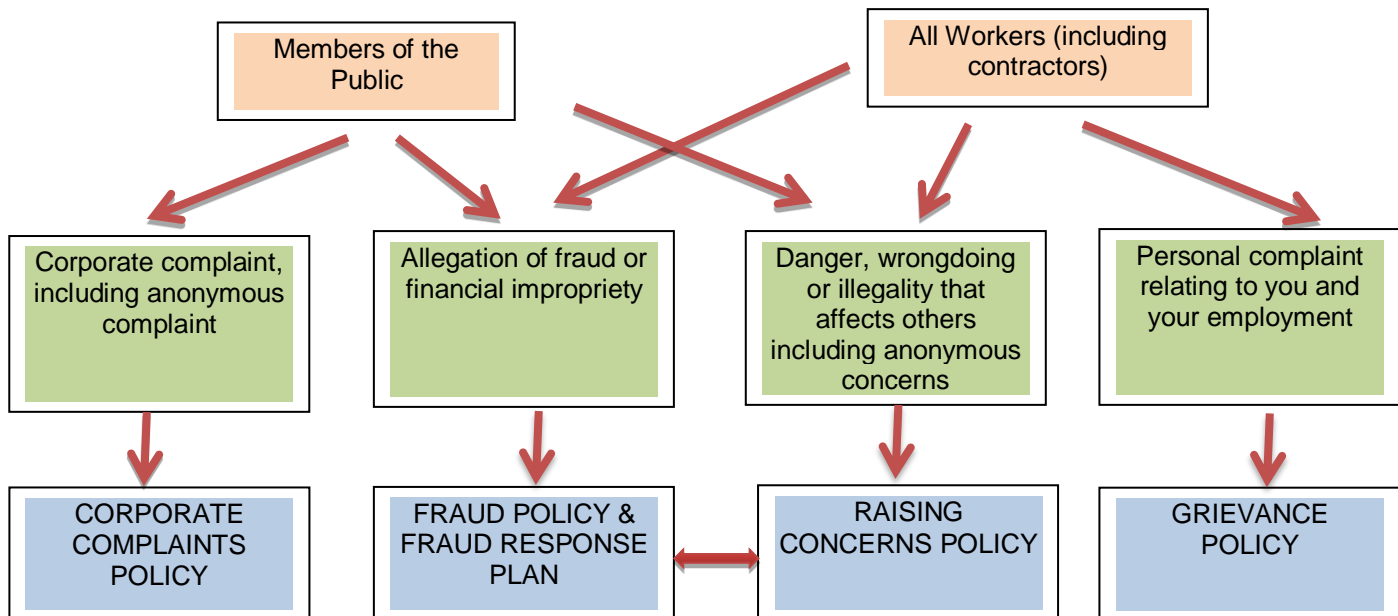 Members of the
Public
All Workers (including
contractors)
Corporate complaint,
including anonymous
complaint
Allegation of fraud or
financial impropriety
Danger, wrongdoing
or illegality that
affects others
including anonymous
concerns
Personal complaint
relating to you and
your employment
CORPORATE
COMPLAINTS
POLICY
FRAUD POLICY &
FRAUD RESPONSE
PLAN
RAISING
CONCERNS POLICY
GRIEVANCE
POLICY